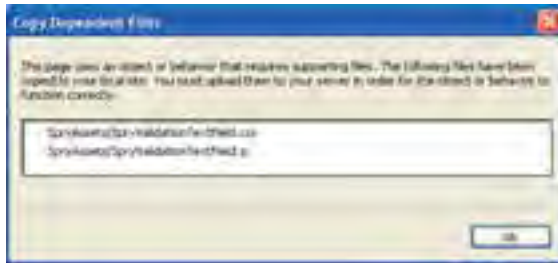 Copy Dependent Files
This page uses an object or behavior that requires supporting files. The following files have been
copied to your local site. You must upload them to your server in order for the object or behavior to
function correctly.
SpryAssets/SpryValidationTextField.css
SpryAssets/SpryValidationTextField.js
OK